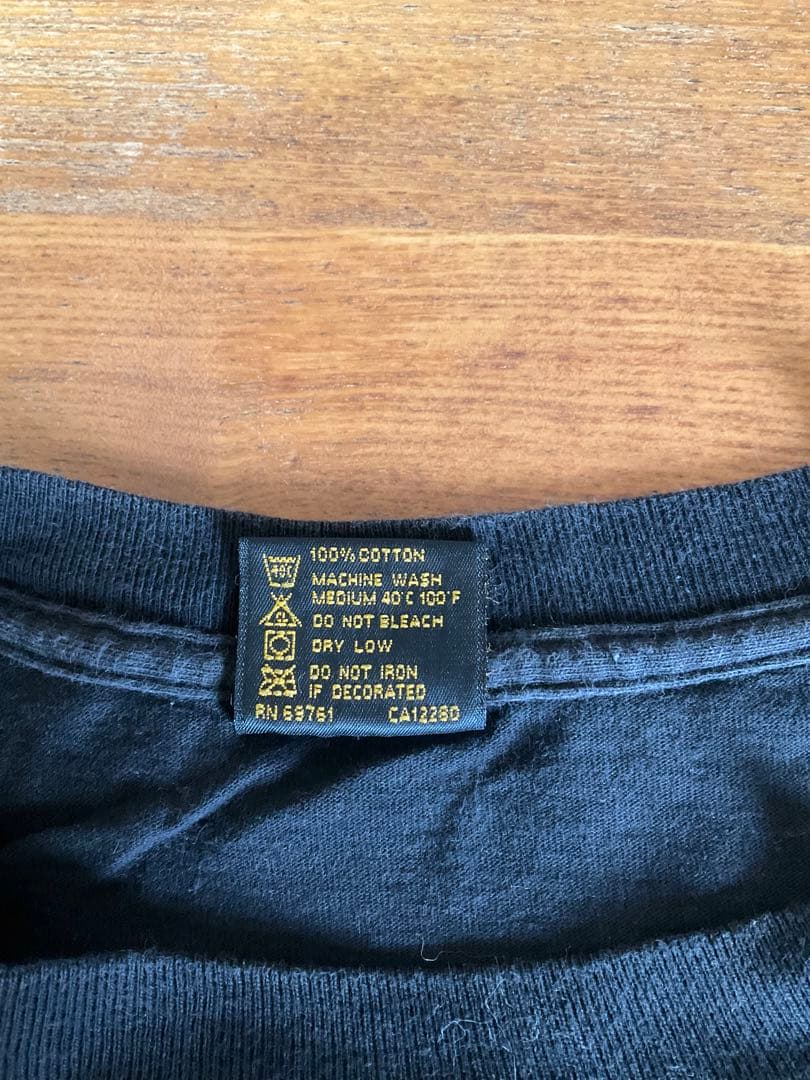 40°C
100% COTTON
MACHINE WASH
MEDIUM 40°C 100°F
DO NOT BLEACH
DRY LOW
DO NOT IRON
IF DECORATED
RN 69761 CA12280